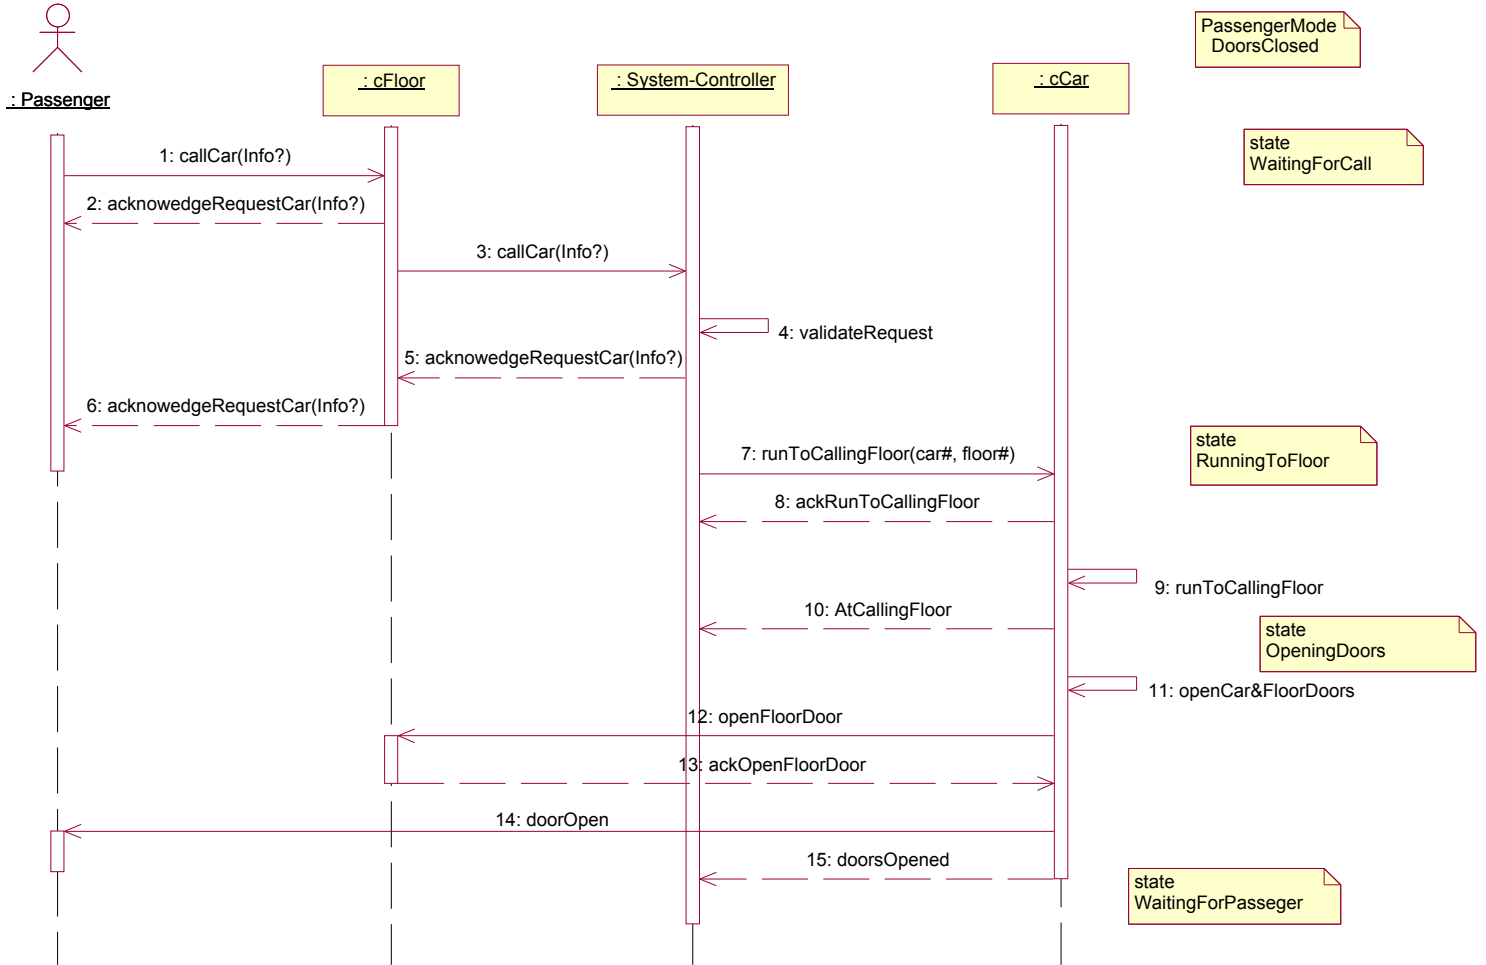 PassengerMode
DoorsClosed
: Passenger
: cFloor
: System-Controller
: cCar
state
WaitingForCall
1: callCar(Info?)
2: acknowedgeRequestCar(Info?)
3: callCar(Info?)
4: validateRequest
5: acknowedgeRequestCar(Info?)
6: acknowedgeRequestCar(Info?)
state
RunningToFloor
7: runToCallingFloor(car#, floor#)
8: ackRunToCallingFloor
9: runToCallingFloor
10: AtCallingFloor
state
OpeningDoors
11: openCar&FloorDoors
12: openFloorDoor
13: ackOpenFloorDoor
14: doorOpen
15: doorsOpened
state
WaitingForPasseger